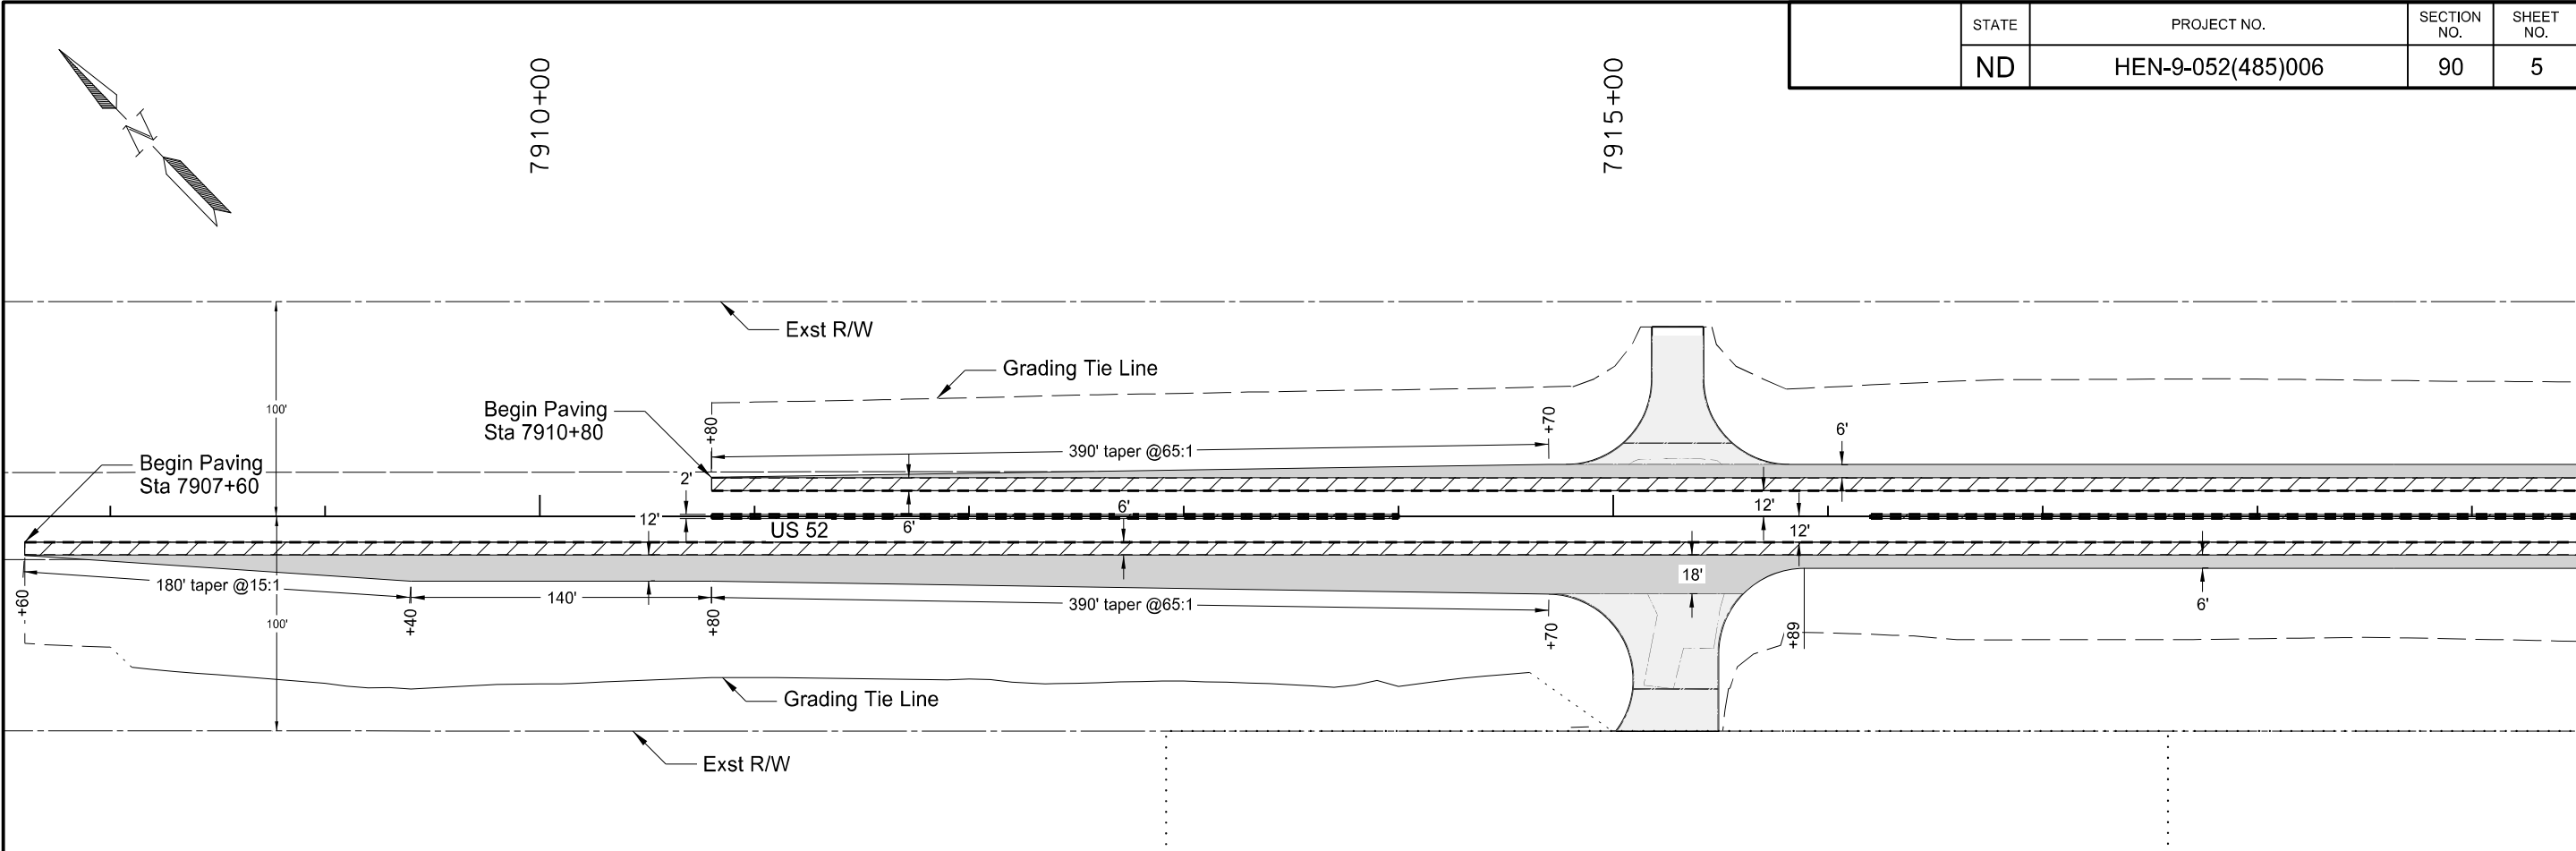 STATE
PROJECT NO.
SECTION
NO.
SHEET
NO.
ND
HEN-9-052(485)006
90
5
N
7910+00
7915+00
Exst R/W
Grading Tie Line
100'
Begin Paving
Sta 7910+80
+80
390' taper @65:1
+70
6'
Begin Paving
Sta 7907+60
2'
12'
6'
6'
12'
US 52
12'
180' taper @15:1
140'
390' taper @65:1
18'
6'
+60
+40
+80
+70
+89
100'
Grading Tie Line
Exst R/W